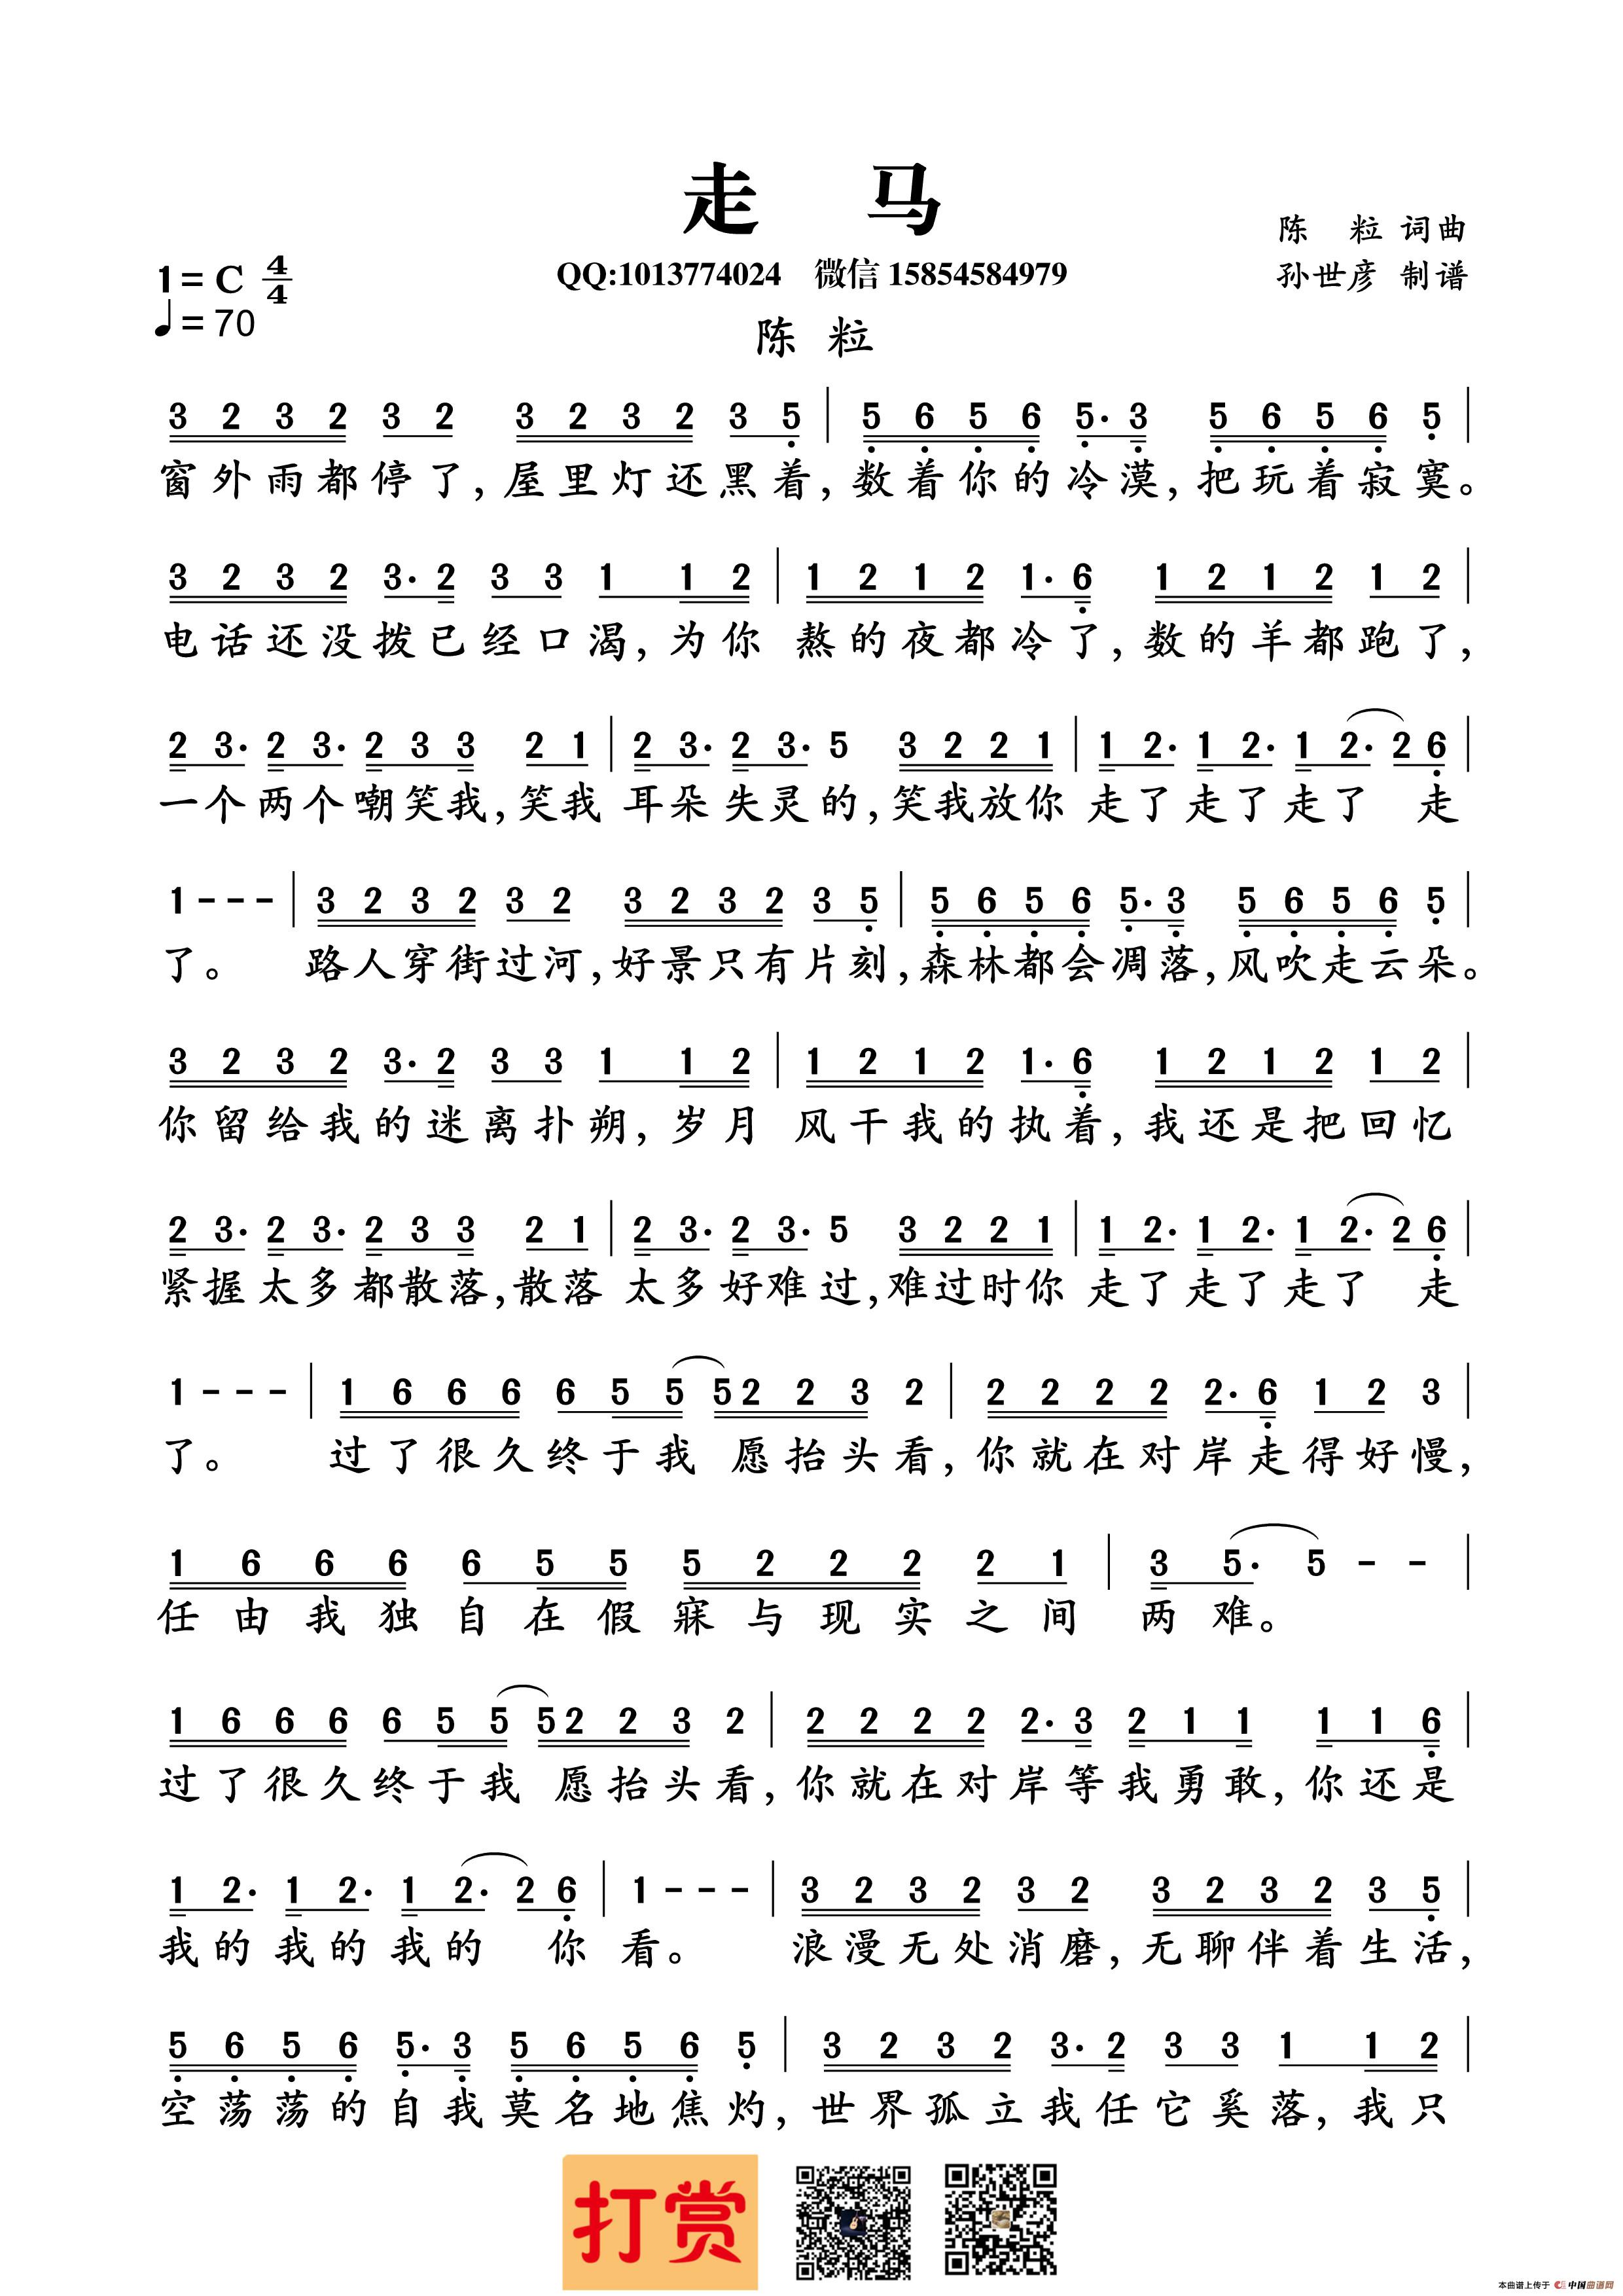 走 马
陈 粒 词曲
1=C 4/4
QQ:1013774024 微信 15854584979
孙世彦 制谱
♩=70
陈 粒
3 2 3 2 3 2 3 2 3 2 3 5 | 5 6 5 6 5· 3 5 6 5 6 5 |
窗外雨都停了,屋里灯还黑着,数着你的冷漠,把玩着寂寞。
3 2 3 2 3· 2 3 3 1 1 2 | 1 2 1 2 1· 6 1 2 1 2 1 2 |
电话还没拨已经口渴,为你 熬的夜都冷了,数的羊都跑了,
2 3· 2 3· 2 3 3 2 1 | 2 3· 2 3· 5 3 2 2 1 | 1 2· 1 2· 1 2· 2 6 |
一个两个嘲笑我,笑我 耳朵失灵的,笑我放你 走了走了走了 走
1 - - - | 3 2 3 2 3 2 3 2 3 2 3 5 | 5 6 5 6 5· 3 5 6 5 6 5 |
了。 路人穿街过河,好景只有片刻,森林都会凋落,风吹走云朵。
3 2 3 2 3· 2 3 3 1 1 2 | 1 2 1 2 1· 6 1 2 1 2 1 2 |
你留给我的迷离扑朔,岁月 风干我的执着,我还是把回忆
2 3· 2 3· 2 3 3 2 1 | 2 3· 2 3· 5 3 2 2 1 | 1 2· 1 2· 1 2· 2 6 |
紧握太多都散落,散落 太多好难过,难过时你 走了走了走了 走
1 - - - | 1 6 6 6 6 5 5 5 2 2 3 2 | 2 2 2 2 2· 6 1 2 3 |
了。 过了很久终于我 愿抬头看,你就在对岸走得好慢,
1 6 6 6 6 5 5 5 2 2 2 2 1 | 3 5· 5 - - |
任由我独自在假寐与现实之间 两难。
1 6 6 6 6 5 5 5 2 2 3 2 | 2 2 2 2 2· 3 2 1 1 1 1 6 |
过了很久终于我 愿抬头看,你就在对岸等我勇敢,你还是
1 2· 1 2· 1 2· 2 6 | 1 - - - | 3 2 3 2 3 2 3 2 3 2 3 5 |
我的我的我的 你看。 浪漫无处消磨,无聊伴着生活,
5 6 5 6 5· 3 5 6 5 6 5 | 3 2 3 2 3· 2 3 3 1 1 2 |
空荡荡的自我莫名地焦灼,世界孤立我任它奚落,我只
打赏
本曲谱上传于 中国曲谱网